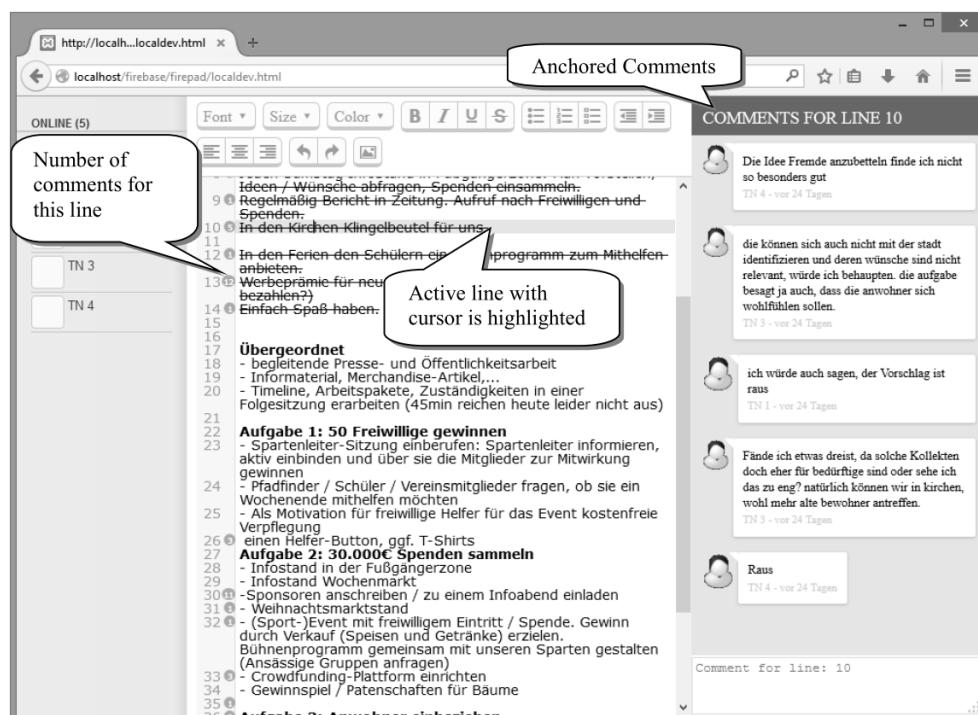 http://localh...localdev.html × +
localhost/firebase/firepad/localdev.html
Anchored Comments
ONLINE (5)
Number of
comments for
this line
TN 3
TN 4
Font Size Color B I U S
Ideen / Wünsche abfragen, Spenden einsammeln.
9 1 Regelmäßig Bericht in Zeitung. Aufruf nach Freiwilligen und
Spenden.
10 5 In den Kirchen Klingelbeutel für uns.
11
12 1 In den Ferien den Schülern ein programm zum Mithelfen
anbieten.
13 12 Werbeprämie für neu
bezahlen?)
14 1 Einfach Spaß haben.
15
16
Active line with
cursor is highlighted
17 Übergeordnet
18 - begleitende Presse- und Öffentlichkeitsarbeit
19 - Informaterial, Merchandise-Artikel,...
20 - Timeline, Arbeitspakete, Zuständigkeiten in einer
Folgesitzung erarbeiten (45min reichen heute leider nicht aus)
21
22 Aufgabe 1: 50 Freiwillige gewinnen
23 - Spartenleiter-Sitzung einberufen: Spartenleiter informieren,
aktiv einbinden und über sie die Mitglieder zur Mitwirkung
gewinnen
24 - Pfadfinder / Schüler / Vereinsmitglieder fragen, ob sie ein
Wochenende mithelfen möchten
25 - Als Motivation für freiwillige Helfer für das Event kostenfreie
Verpflegung
26 3 einen Helfer-Button, ggf. T-Shirts
27 Aufgabe 2: 30.000€ Spenden sammeln
28 - Infostand in der Fußgängerzone
29 - Infostand Wochenmarkt
30 11 -Sponsoren anschreiben / zu einem Infoabend einladen
31 1 - Weihnachtsmarktstand
32 1 - (Sport-)Event mit freiwilligem Eintritt / Spende. Gewinn
durch Verkauf (Speisen und Getränke) erzielen.
Bühnenprogramm gemeinsam mit unseren Sparten gestalten
(Ansässige Gruppen anfragen)
33 3 - Crowdfunding-Plattform einrichten
34 - Gewinnspiel / Patenschaften für Bäume
35 1
COMMENTS FOR LINE 10
Die Idee Fremde anzubetteln finde ich nicht
so besonders gut
TN 4 - vor 24 Tagen
die können sich auch nicht mit der stadt
identifizieren und deren wünsche sind nicht
relevant, würde ich behaupten. die aufgabe
besagt ja auch, dass die anwohner sich
wohlfühlen sollen.
TN 3 - vor 24 Tagen
ich würde auch sagen, der Vorschlag ist
raus
TN 1 - vor 24 Tagen
Fände ich etwas dreist, da solche Kollekten
doch eher für bedürftige sind oder sehe ich
das zu eng? natürlich können wir in kirchen,
wohl mehr alte bewohner antreffen.
TN 3 - vor 24 Tagen
Raus
TN 4 - vor 24 Tagen
Comment for line: 10